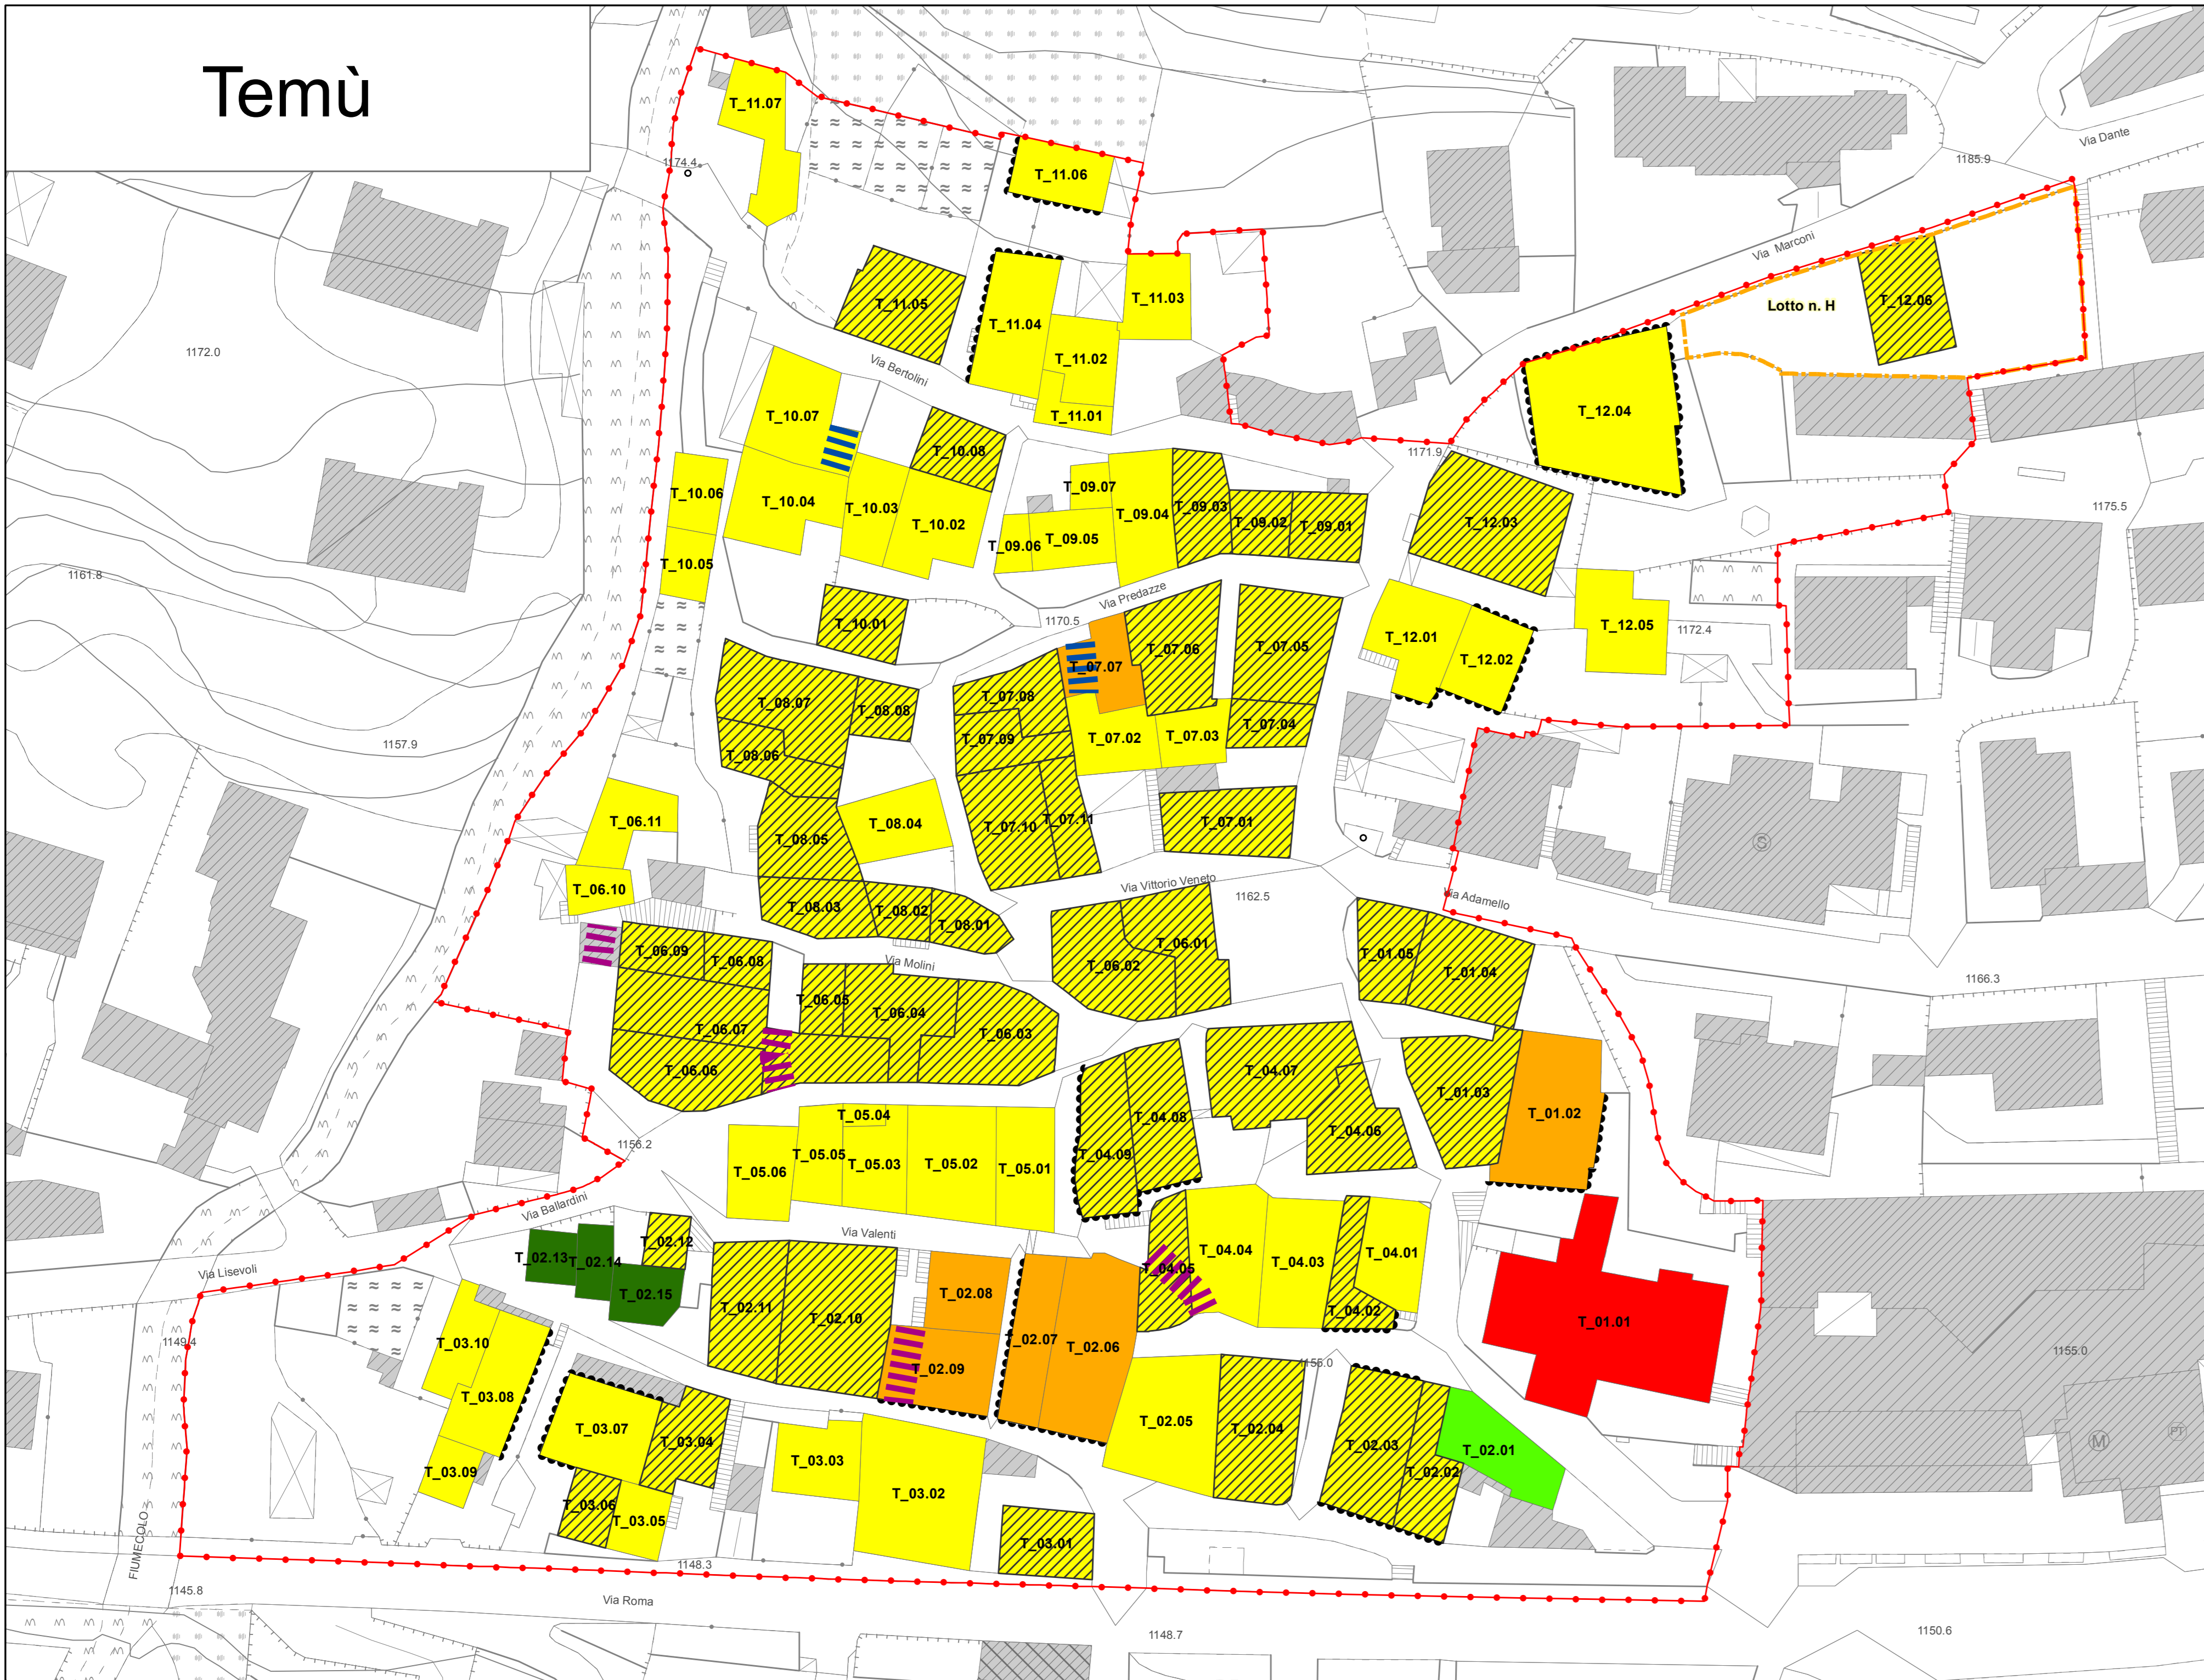 Temù
T_11.07
1174.4
T_11.06
1185.9
Via Dante
Via Marconi
Lotto n. H
T_12.06
T_11.05
T_11.04
T_11.03
T_11.02
T_11.01
1172.0
Via Bertolini
T_10.07
T_10.08
T_12.04
1171.9
T_10.06
T_10.04
T_10.03
T_10.02
T_09.07
T_09.04
T_09.03
T_09.02
T_09.01
T_12.03
1175.5
T_09.06
T_09.05
T_10.05
1161.8
Via Predazze
1170.5
T_10.01
T_12.01
T_12.02
T_12.05
1172.4
T_07.07
T_07.06
T_07.05
T_08.07
T_08.08
T_07.08
T_07.09
T_07.02
T_07.03
T_07.04
1157.9
T_08.06
T_06.11
T_08.05
T_08.04
T_07.10
T_07.11
T_07.01
S
T_06.10
Via Vittorio Veneto
1162.5
Via Adamello
T_08.03
T_08.02
T_08.01
T_06.09
T_06.08
Via Molini
T_06.02
T_06.01
T_01.05
T_01.04
1166.3
T_06.05
T_06.04
T_06.03
T_06.07
T_06.06
T_04.07
T_04.06
T_01.03
T_01.02
T_05.04
T_04.08
T_04.09
1156.2
T_05.06
T_05.05
T_05.03
T_05.02
T_05.01
Via Ballardini
Via Valenti
T_02.12
T_02.13
T_02.14
T_02.15
T_04.05
T_04.04
T_04.03
T_04.01
T_04.02
Via Lisevoli
T_02.11
T_02.10
T_02.08
T_02.07
T_02.06
T_02.09
T_01.01
1149.4
T_03.10
1155.0
1155.0
T_03.08
T_03.07
T_03.04
T_02.05
T_02.04
T_02.03
T_02.02
T_02.01
M
PT
T_03.09
T_03.03
T_03.02
T_03.06
T_03.05
T_03.01
FIUMECOLO
1148.3
1145.8
Via Roma
1148.7
1150.6